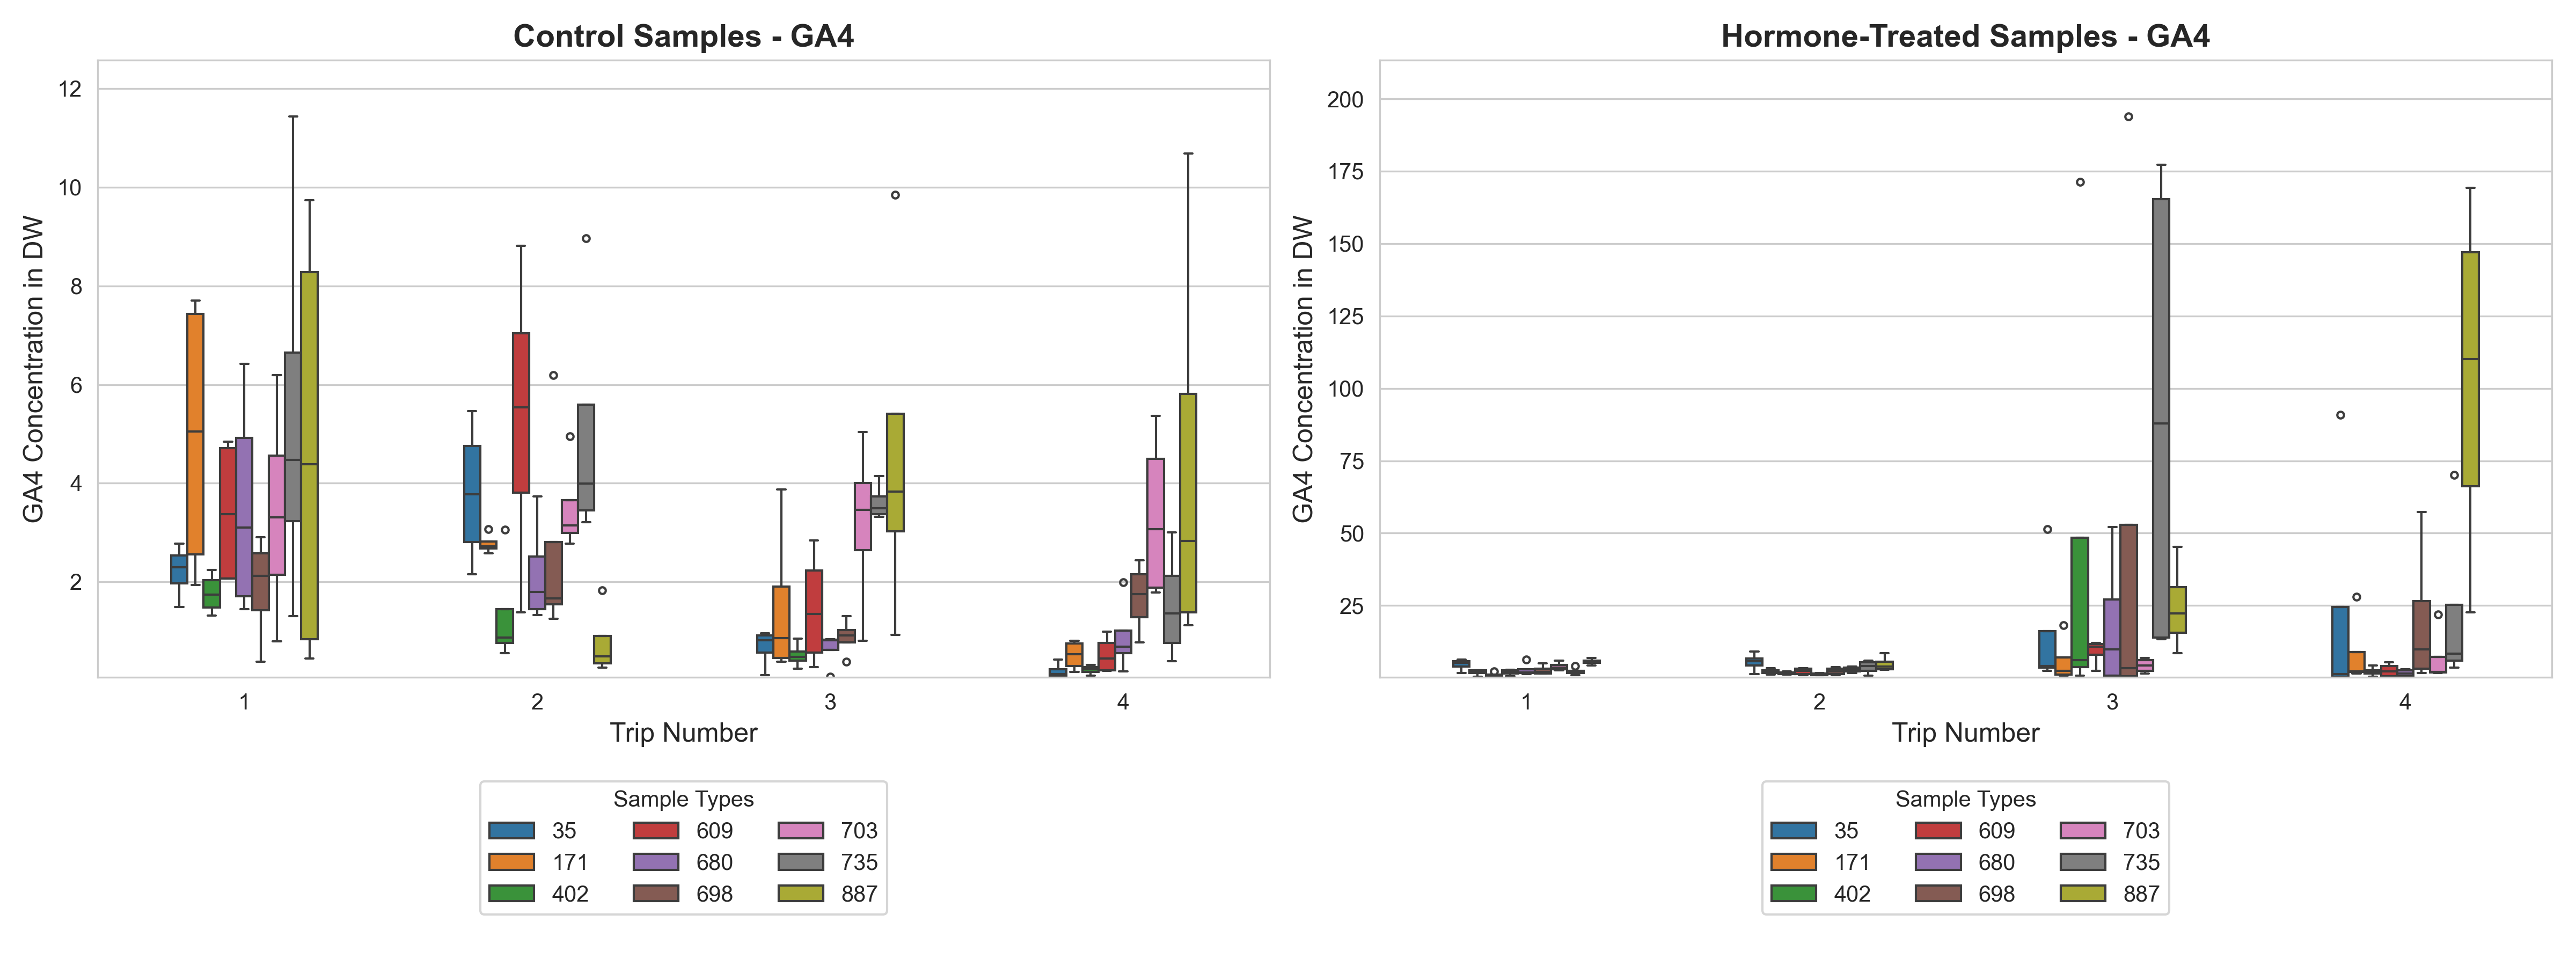 Control Samples - GA4
GA4 Concentration in DW
12
10
8
6
4
2
1 2 3 4
Trip Number
Sample Types
35 609 703
171 680 735
402 698 887
Hormone-Treated Samples - GA4
GA4 Concentration in DW
200
175
150
125
100
75
50
25
1 2 3 4
Trip Number
Sample Types
35 609 703
171 680 735
402 698 887